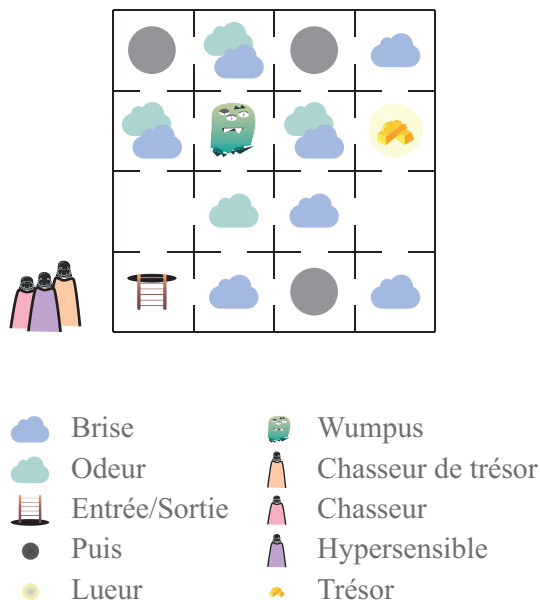 Brise
Wumpus
Odeur
Chasseur de trésor
Entrée/Sortie
Chasseur
Puis
Hypersensible
Lueur
Trésor